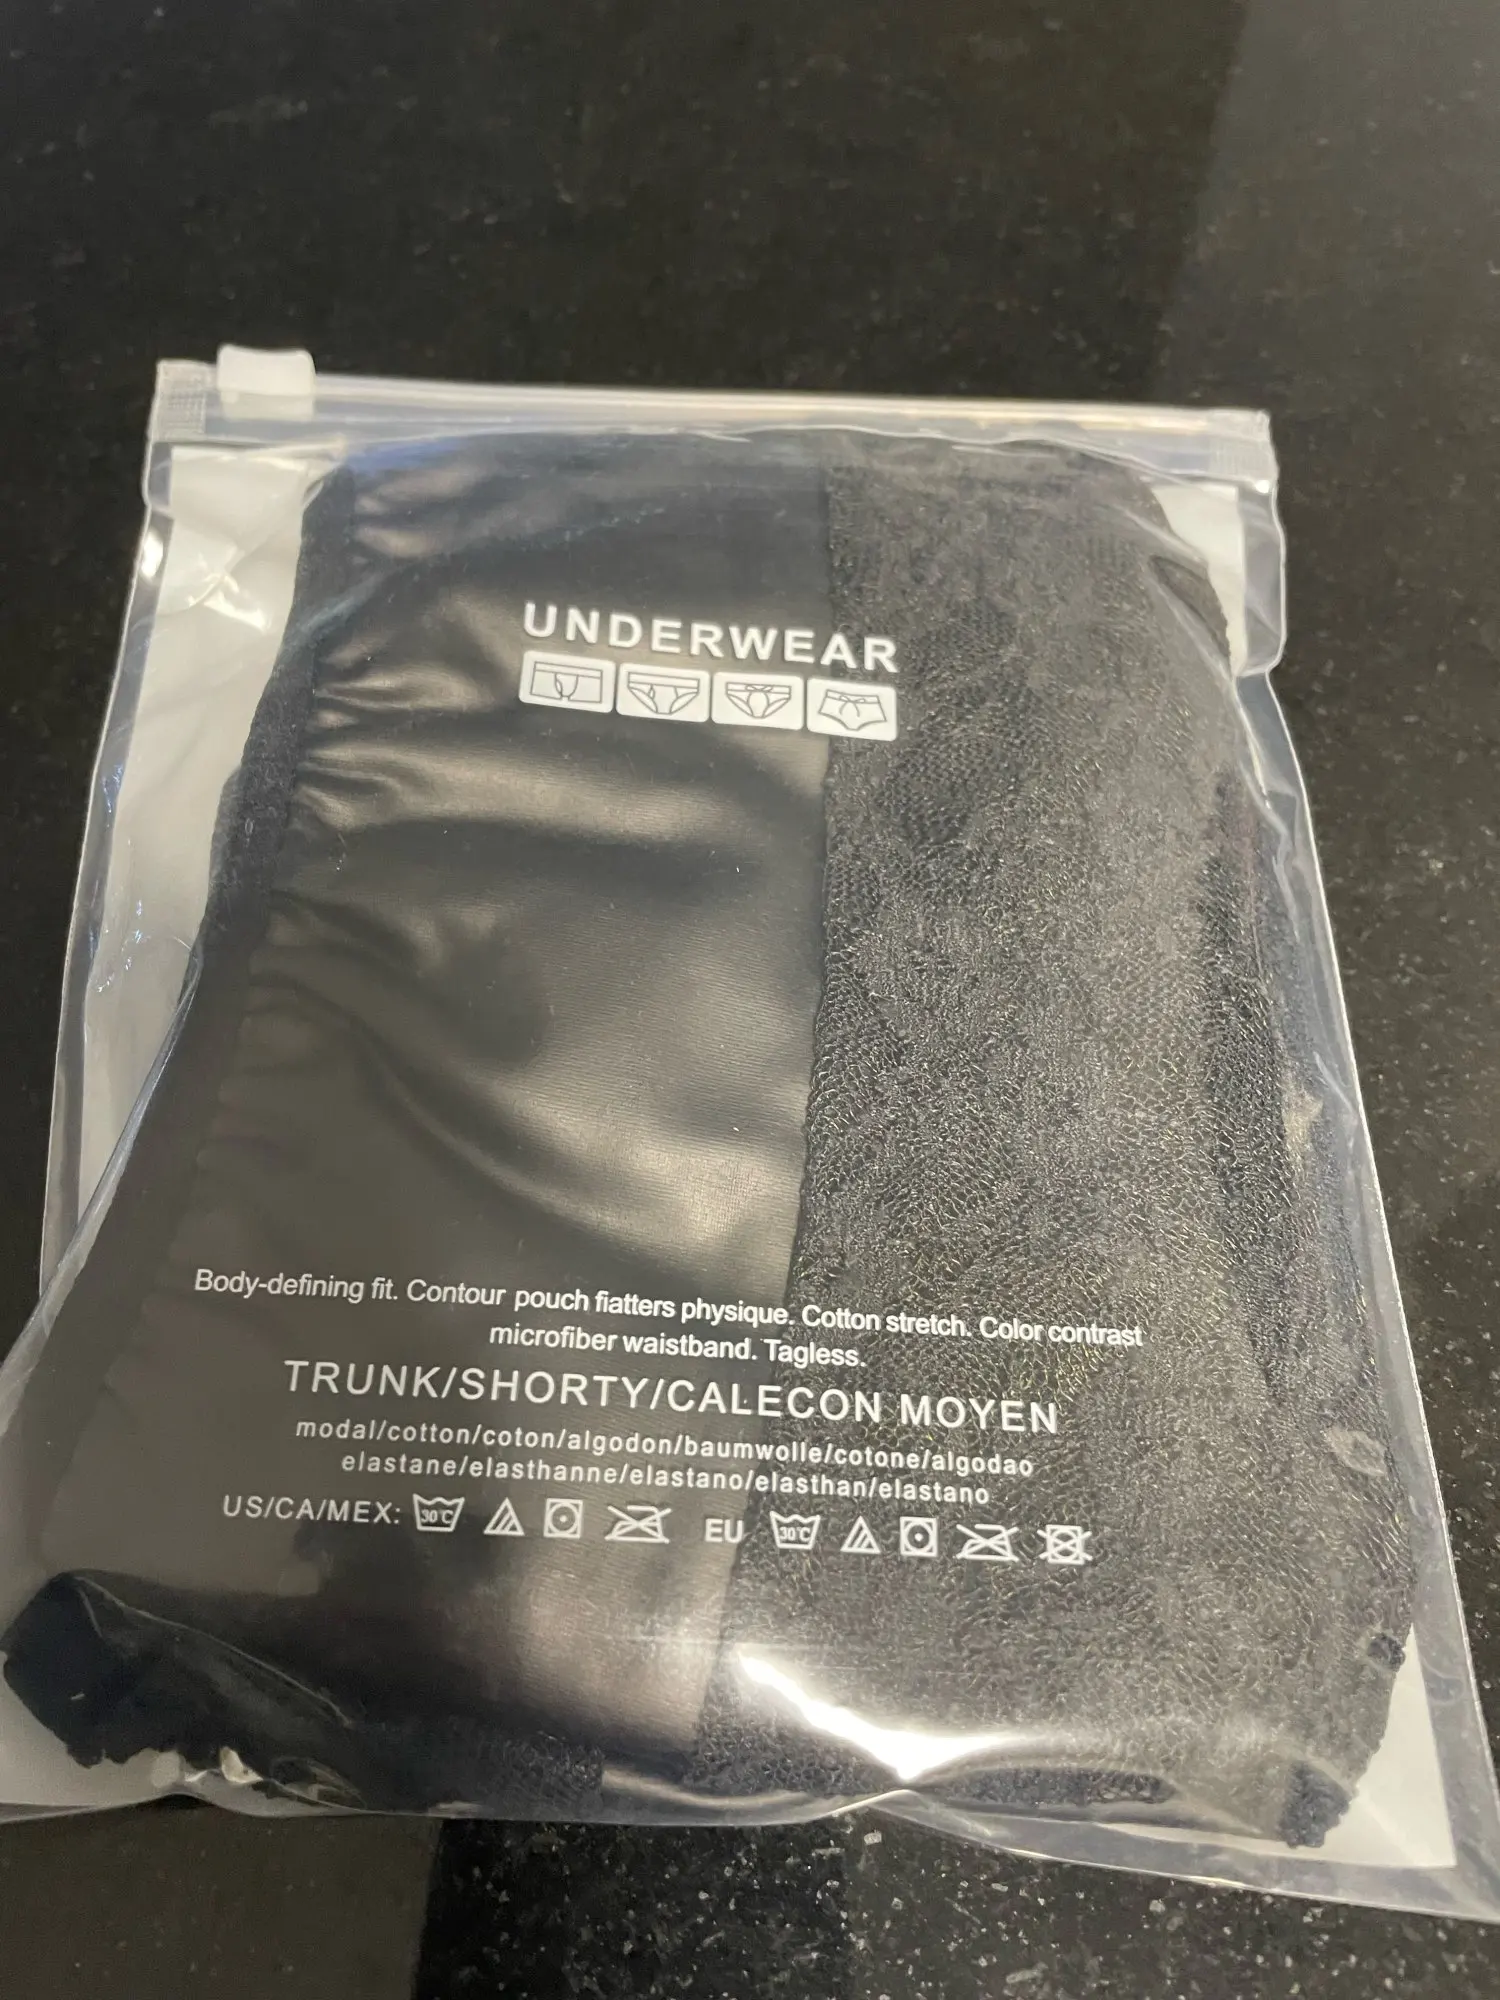 UNDERWEAR
Body-defining fit. Contour pouch fiatters physique. Cotton stretch. Color contrast
microfiber waistband. Tagless.
TRUNK/SHORTY/CALECON MOYEN
modal/cotton/coton/algodon/baumwolle/cotone/algodao
elastane/elasthanne/elastano/elasthan/elastano
US/CA/MEX: 30°C EU 30°C